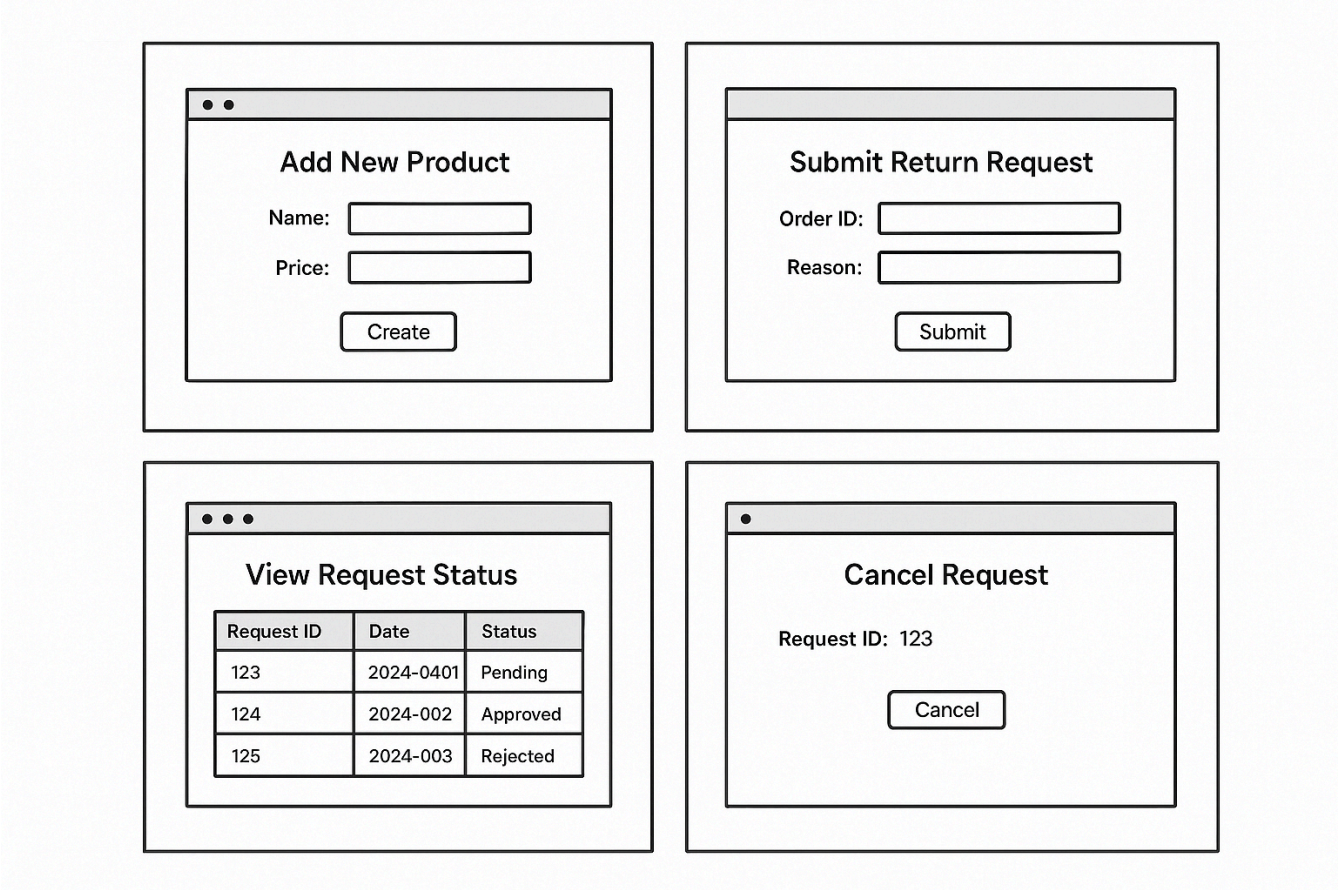 Add New Product
Name:
Price:
Create
Submit Return Request
Order ID:
Reason:
Submit
View Request Status
Request ID Date Status
123 2024-0401 Pending
124 2024-002 Approved
125 2024-003 Rejected
Cancel Request
Request ID: 123
Cancel